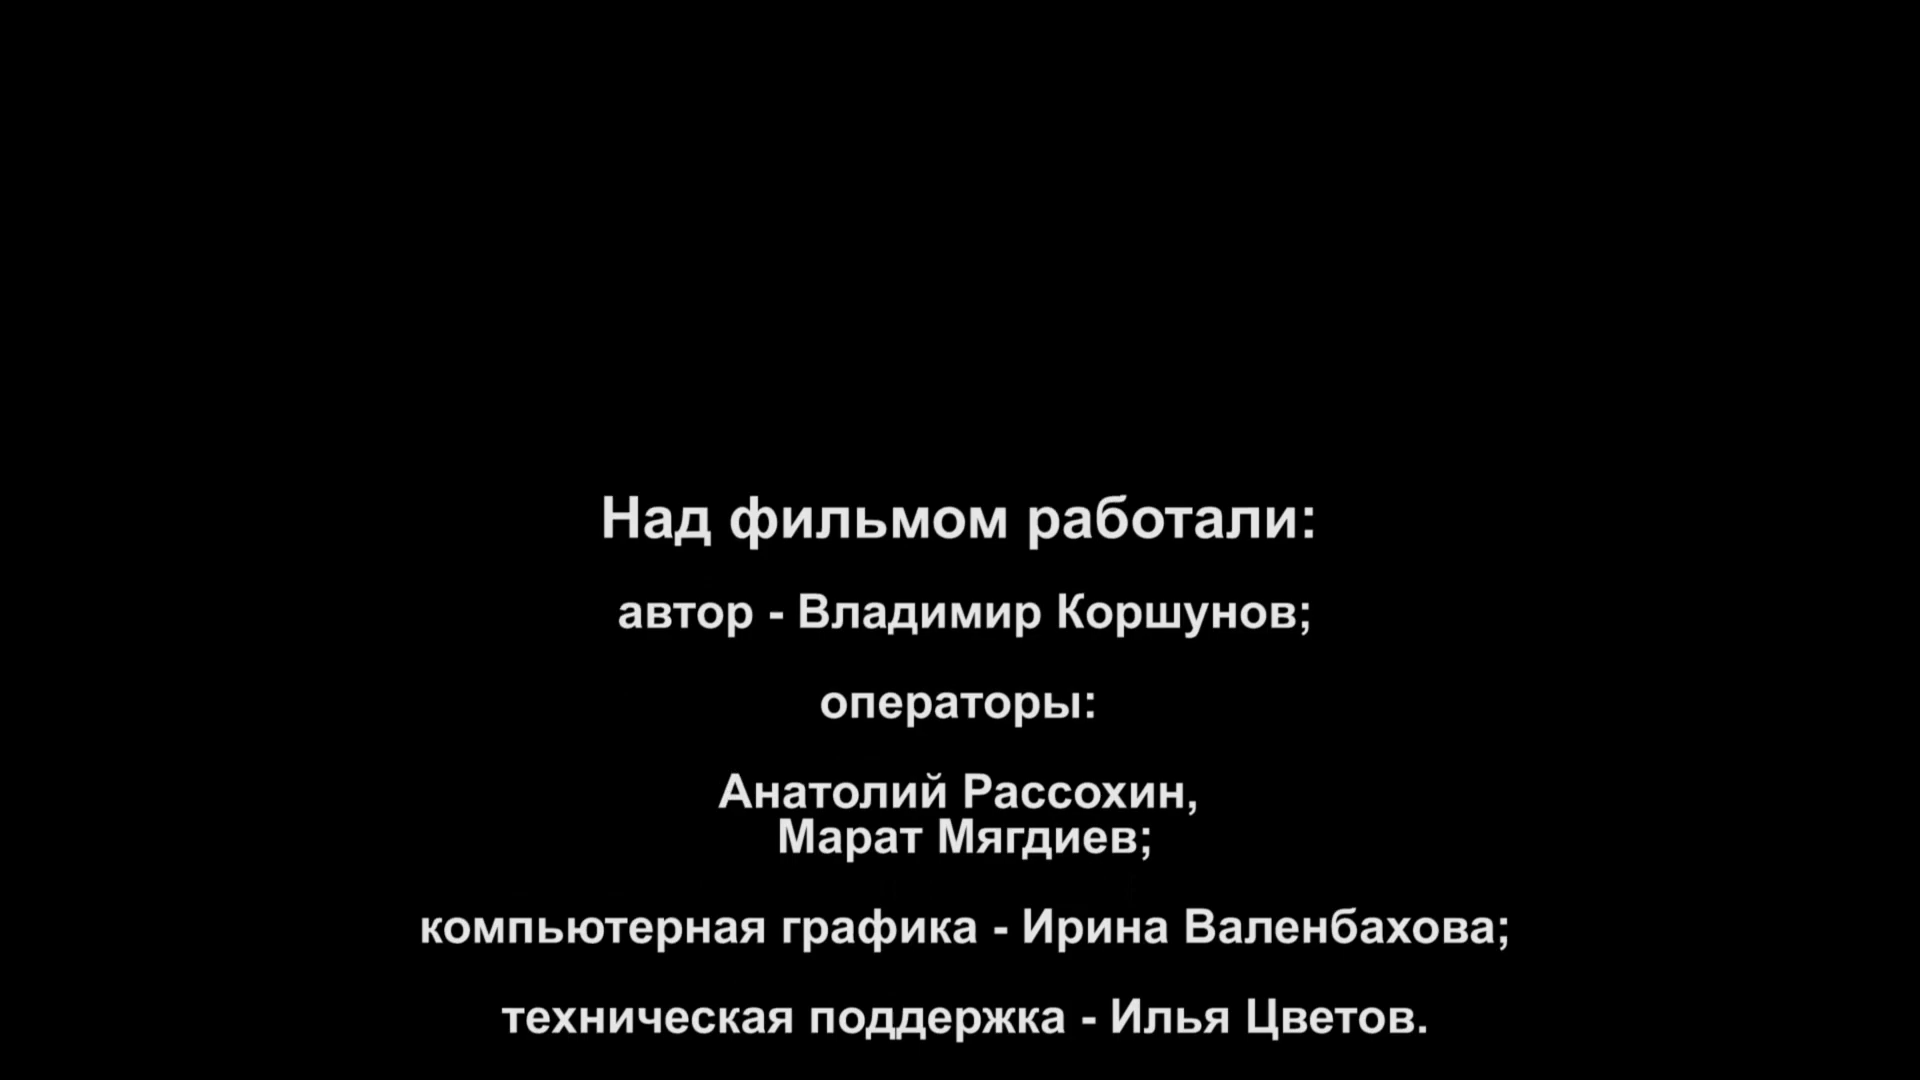 Над фильмом работали:
автор - Владимир Коршунов;
операторы:
Анатолий Рассохин,
Марат Мягдиев;
компьютерная графика - Ирина Валенбахова;
техническая поддержка - Илья Цветов.